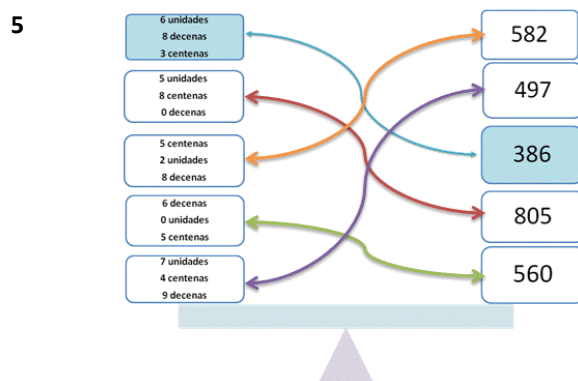 5
6 unidades
8 decenas
3 centenas
5 unidades
8 centenas
0 decenas
5 centenas
2 unidades
8 decenas
6 decenas
0 unidades
5 centenas
7 unidades
4 centenas
9 decenas
582
497
386
805
560